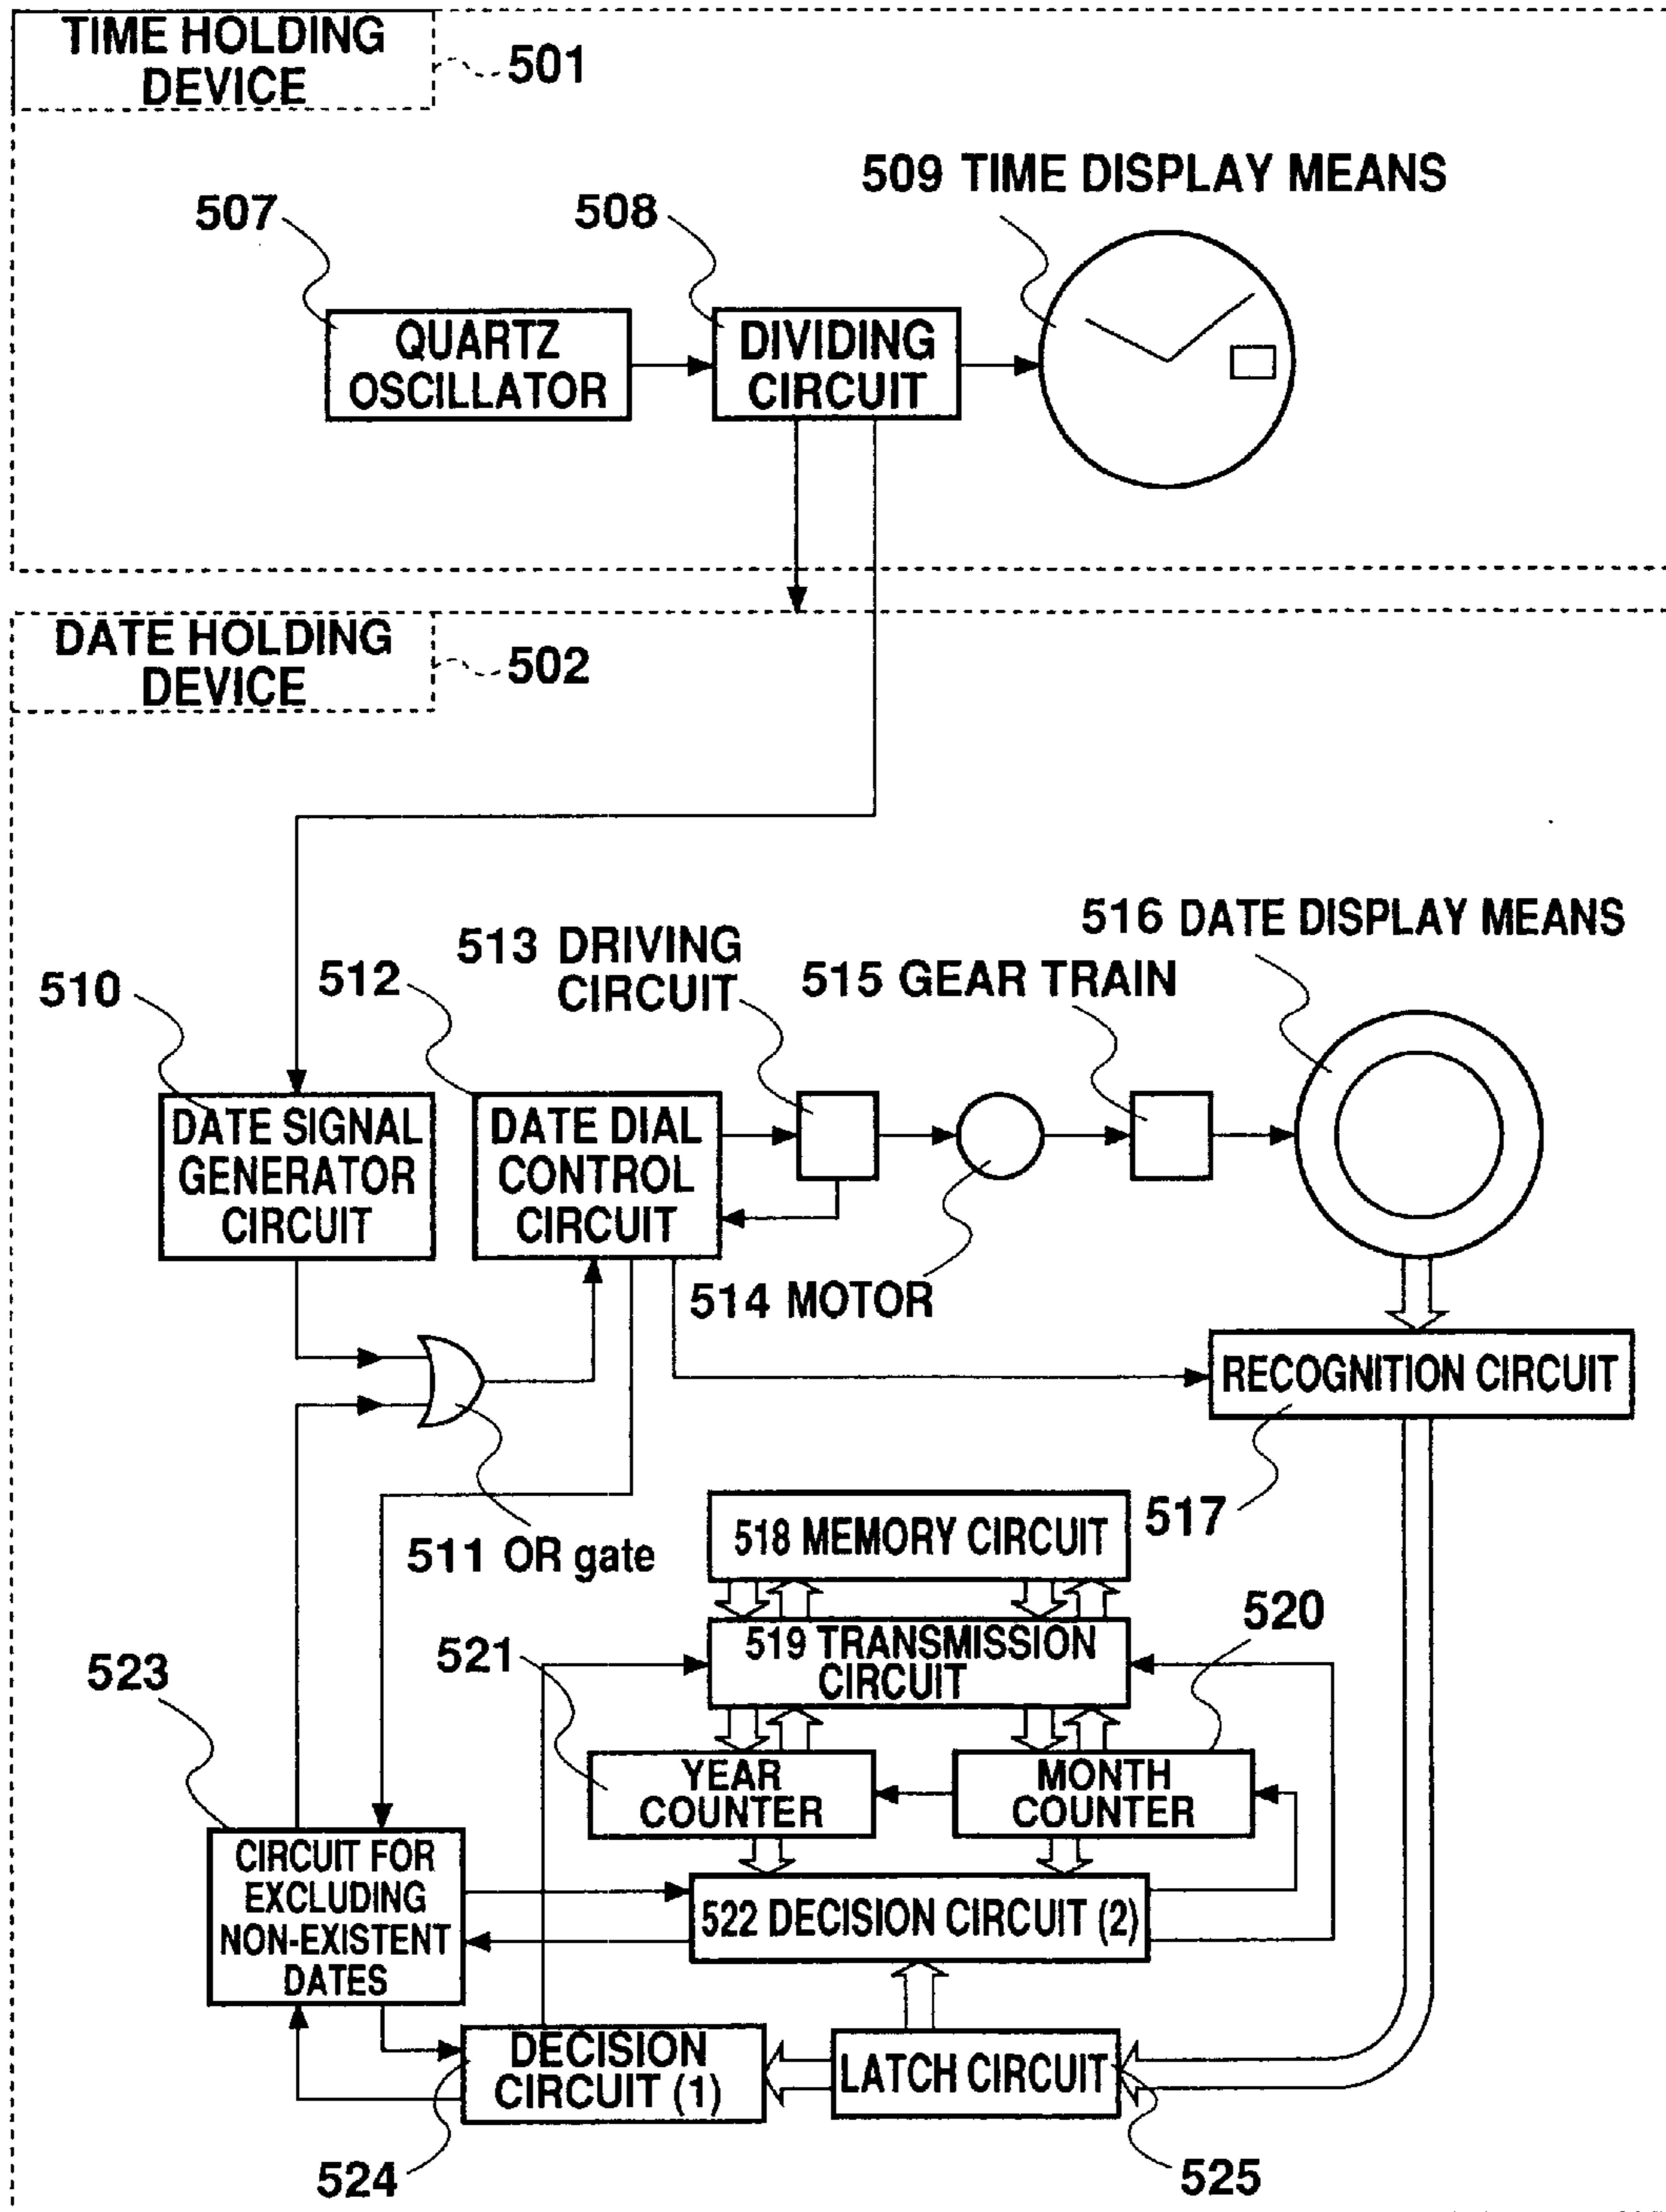 TIME HOLDING
DEVICE
501
509 TIME DISPLAY MEANS
507
508
QUARTZ
OSCILLATOR
DIVIDING
CIRCUIT
DATE HOLDING
DEVICE
502
516 DATE DISPLAY MEANS
513 DRIVING
CIRCUIT
515 GEAR TRAIN
510
512
DATE SIGNAL
GENERATOR
CIRCUIT
DATE DIAL
CONTROL
CIRCUIT
514 MOTOR
RECOGNITION CIRCUIT
517
511 OR gate
518 MEMORY CIRCUIT
519 TRANSMISSION
CIRCUIT
520
521
523
YEAR
COUNTER
MONTH
COUNTER
CIRCUIT FOR
EXCLUDING
NON-EXISTENT
DATES
522 DECISION CIRCUIT (2)
DECISION
CIRCUIT (1)
LATCH CIRCUIT
524
525